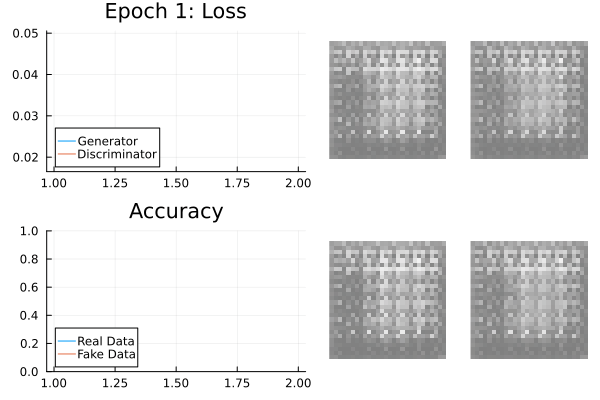 Epoch 1: Loss
0.05
0.04
0.03
0.02
Generator
Discriminator
1.00 1.25 1.50 1.75 2.00
Accuracy
1.0
0.8
0.6
0.4
0.2
0.0
Real Data
Fake Data
1.00 1.25 1.50 1.75 2.00